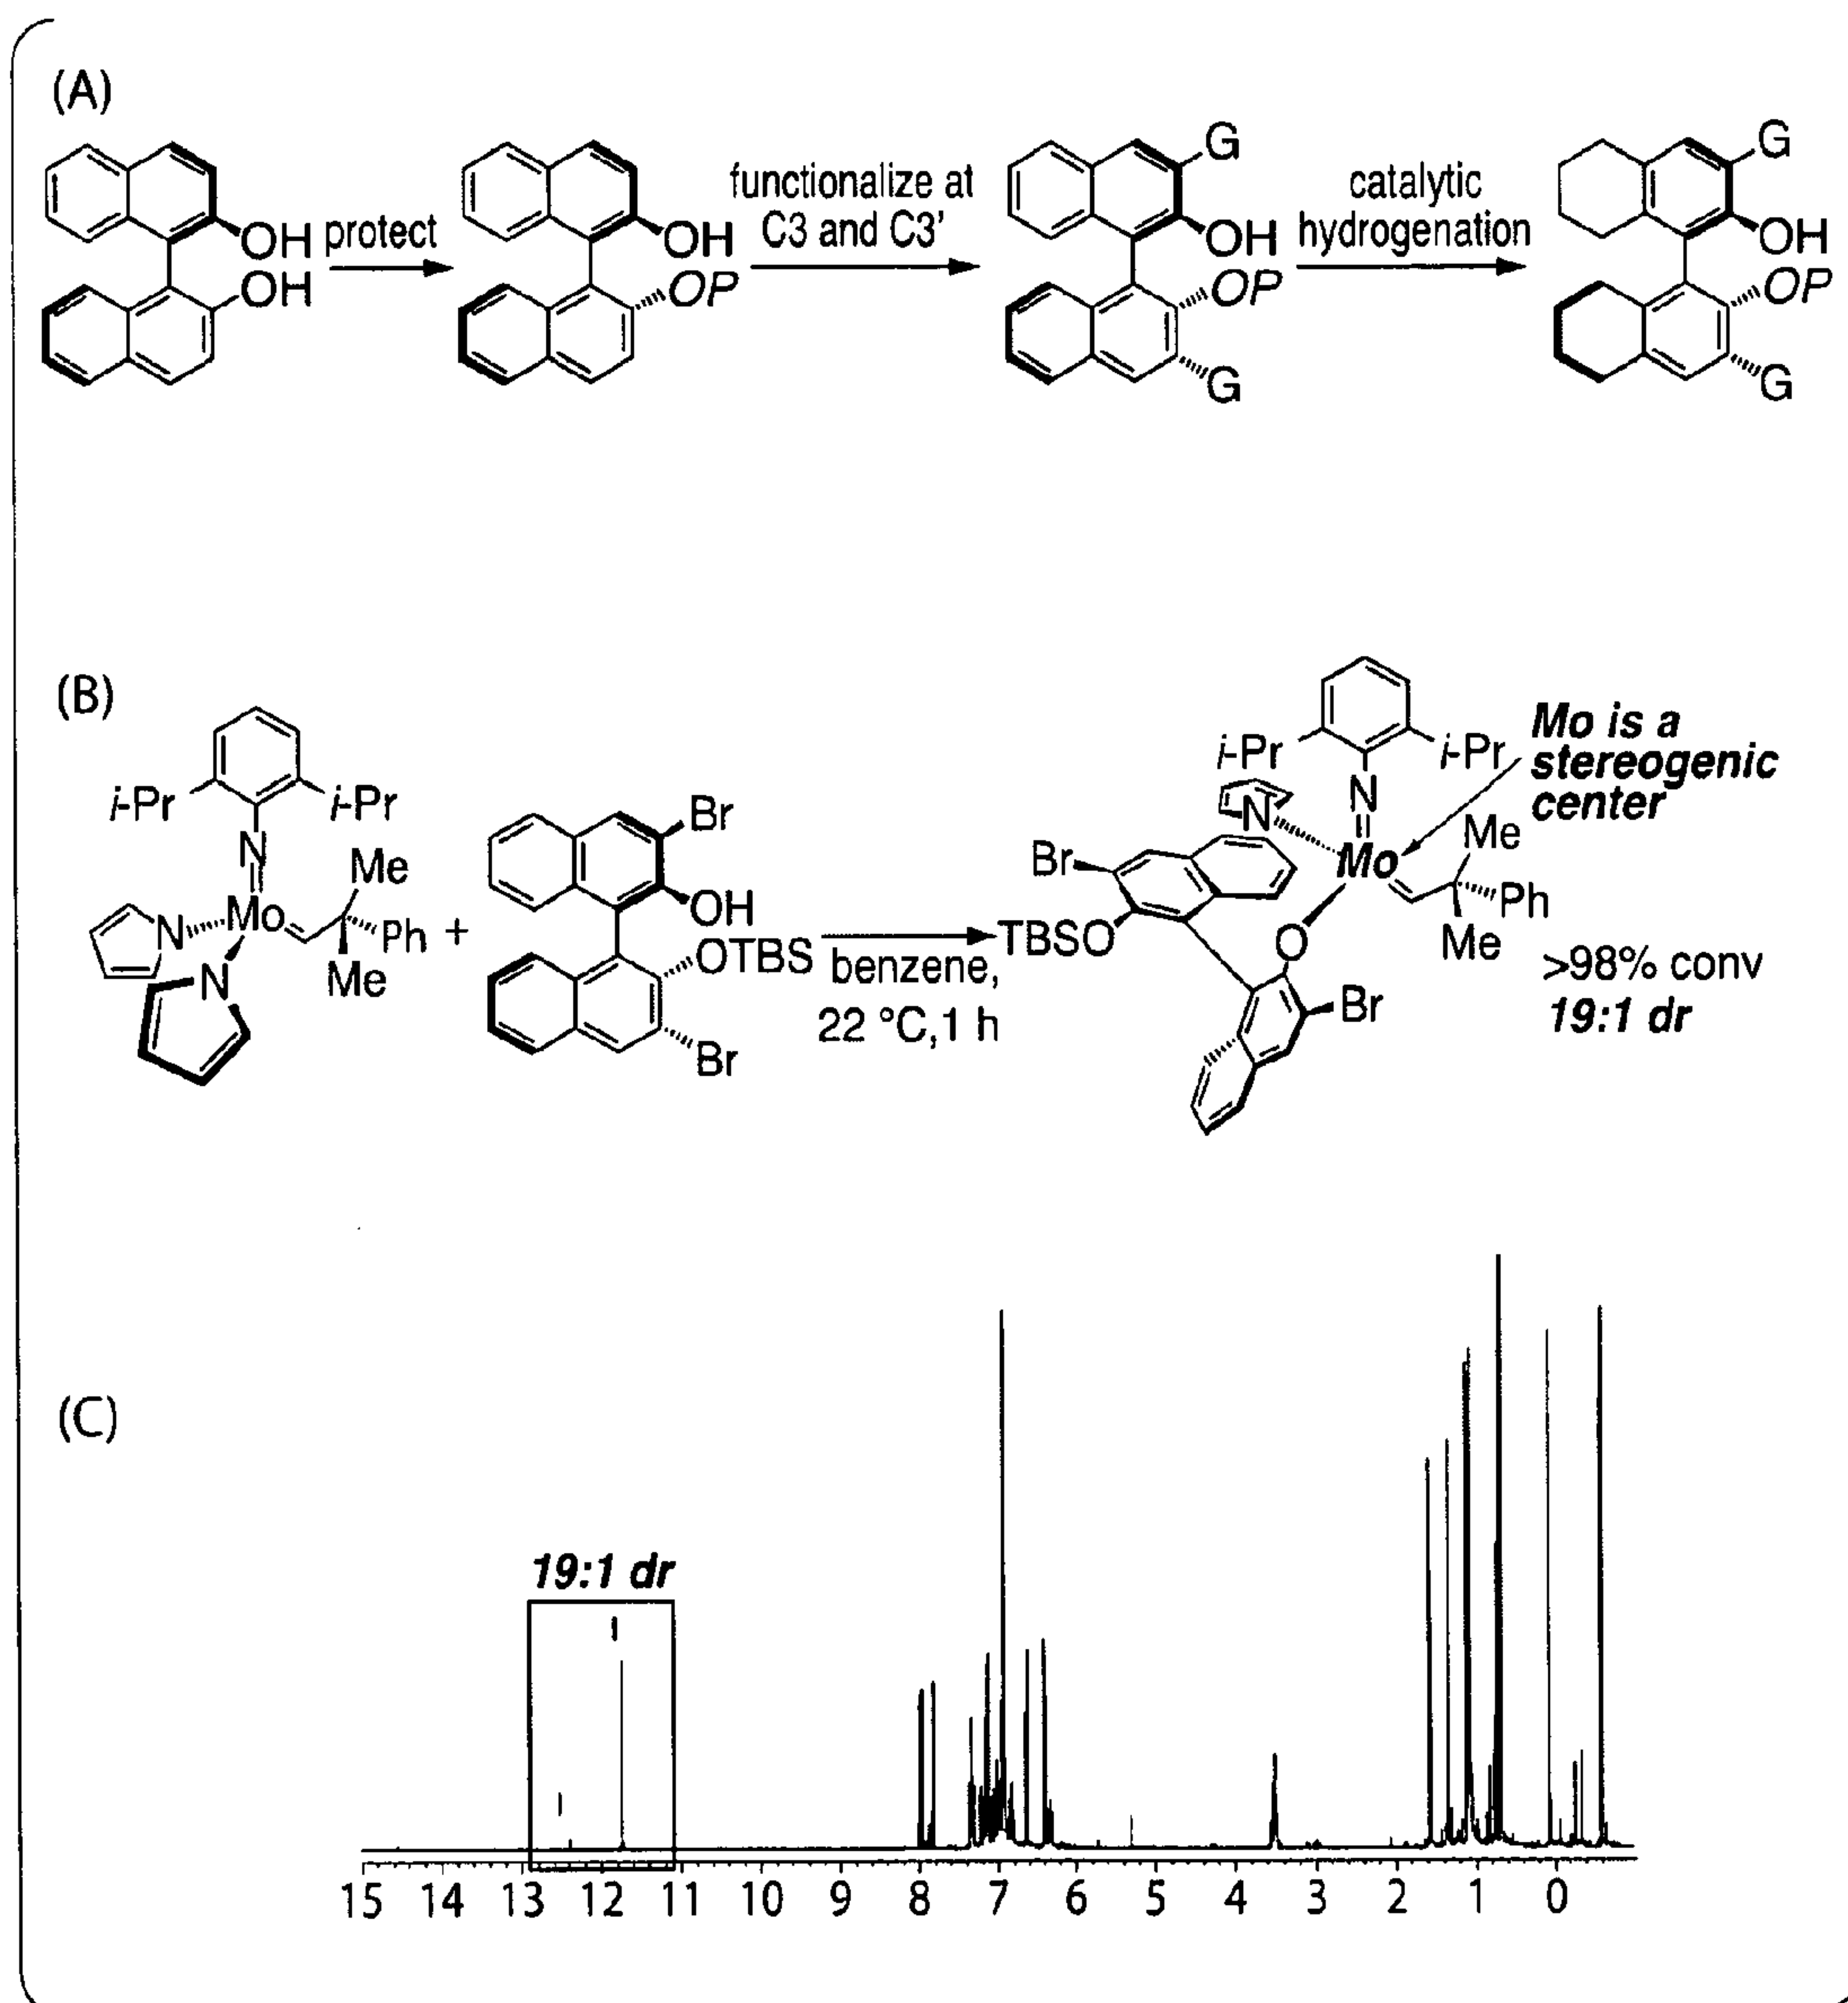 (A)
OH
OH
protect
OH
OP
functionalize at
C3 and C3'
G
OH
OP
G
catalytic
hydrogenation
G
OH
OP
G
(B)
i-Pr
i-Pr
N
Me
Mo
N
Ph
N
Me
+
Br
OH
OTBS
Br
benzene,
22 °C, 1 h
i-Pr
i-Pr
N
N
Mo is a
stereogenic
center
Me
Br
Mo
Ph
TBSO
O
Me
Br
>98% conv
19:1 dr
(C)
19:1 dr
15 14 13 12 11 10 9 8 7 6 5 4 3 2 1 0